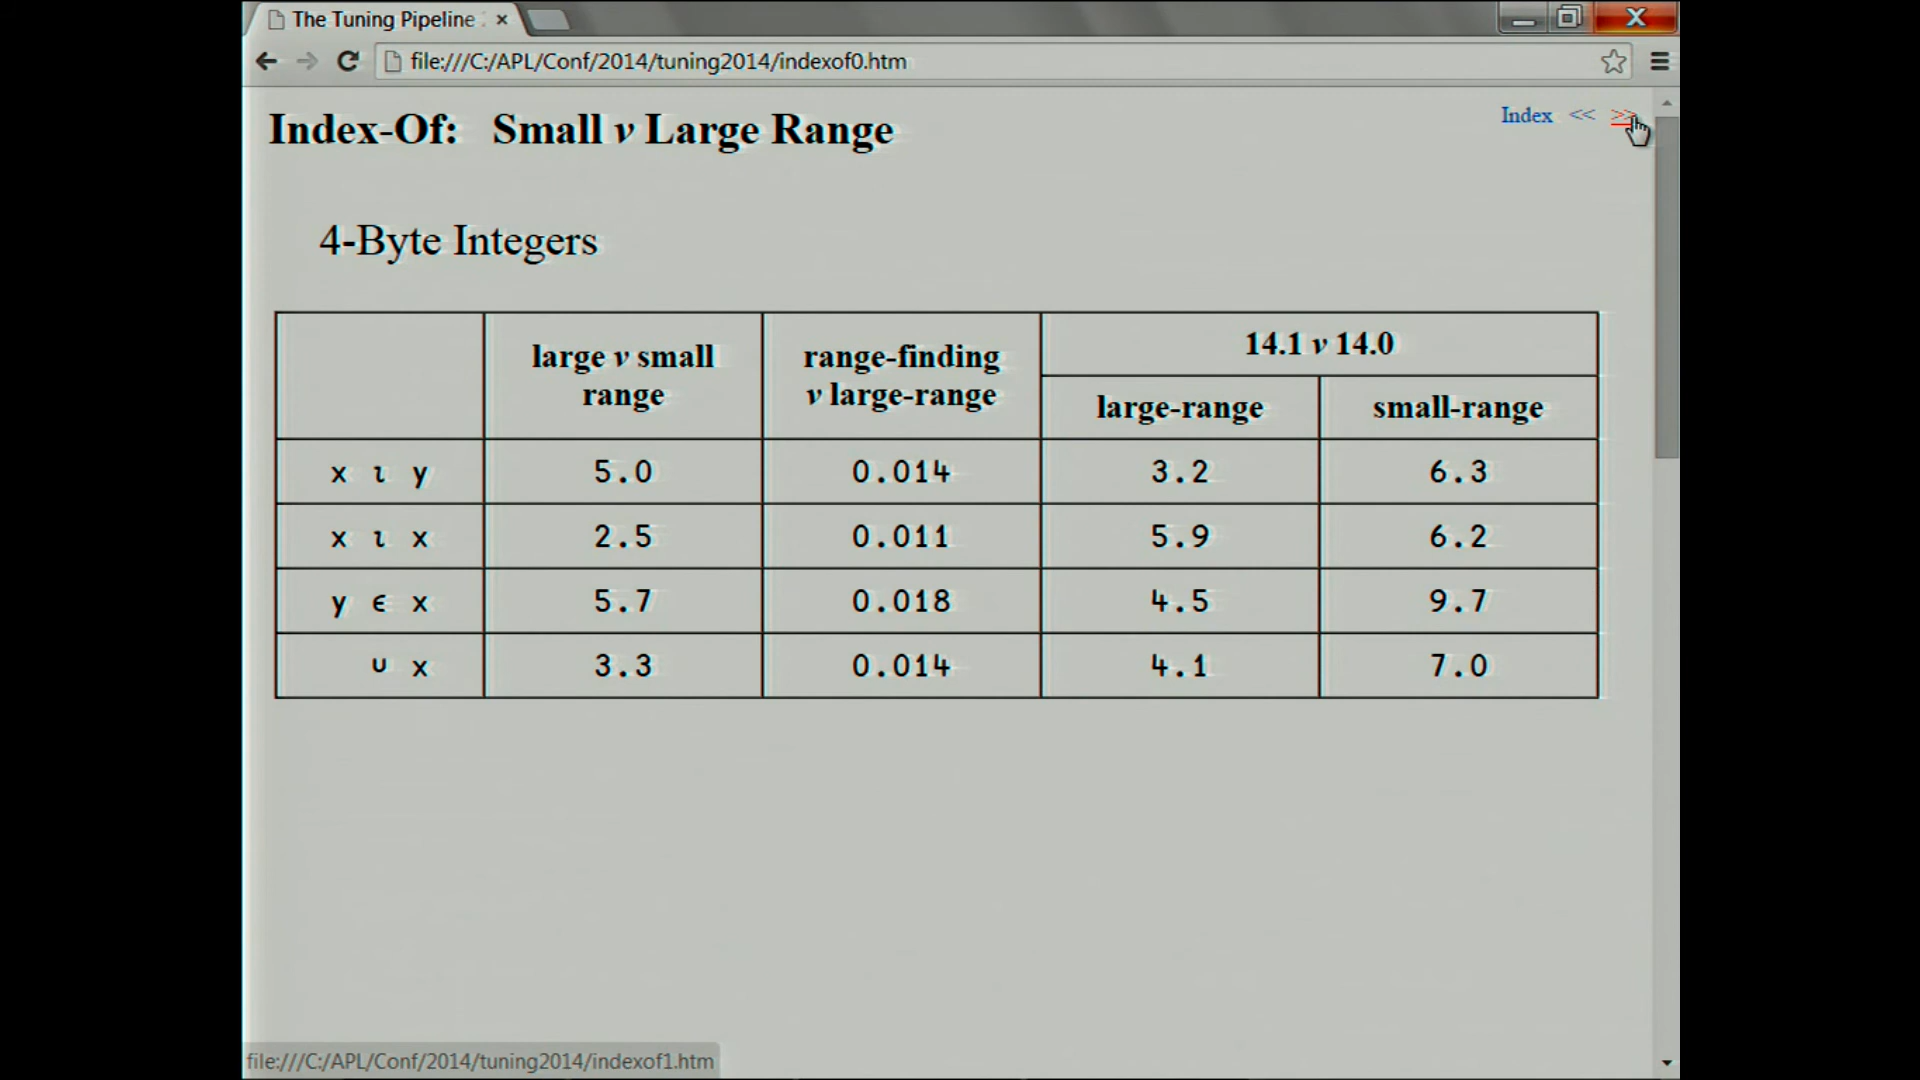 The Tuning Pipeline
file:///C:/APL/Conf/2014/tuning2014/indexof0.htm
Index << >>
Index-Of: Small v Large Range
4-Byte Integers
large v small range
range-finding v large-range
14.1 v 14.0
large-range small-range
x ⍳ y 5.0 0.014 3.2 6.3
x ⍳ x 2.5 0.011 5.9 6.2
y ∊ x 5.7 0.018 4.5 9.7
∪ x 3.3 0.014 4.1 7.0
file:///C:/APL/Conf/2014/tuning2014/indexof1.htm